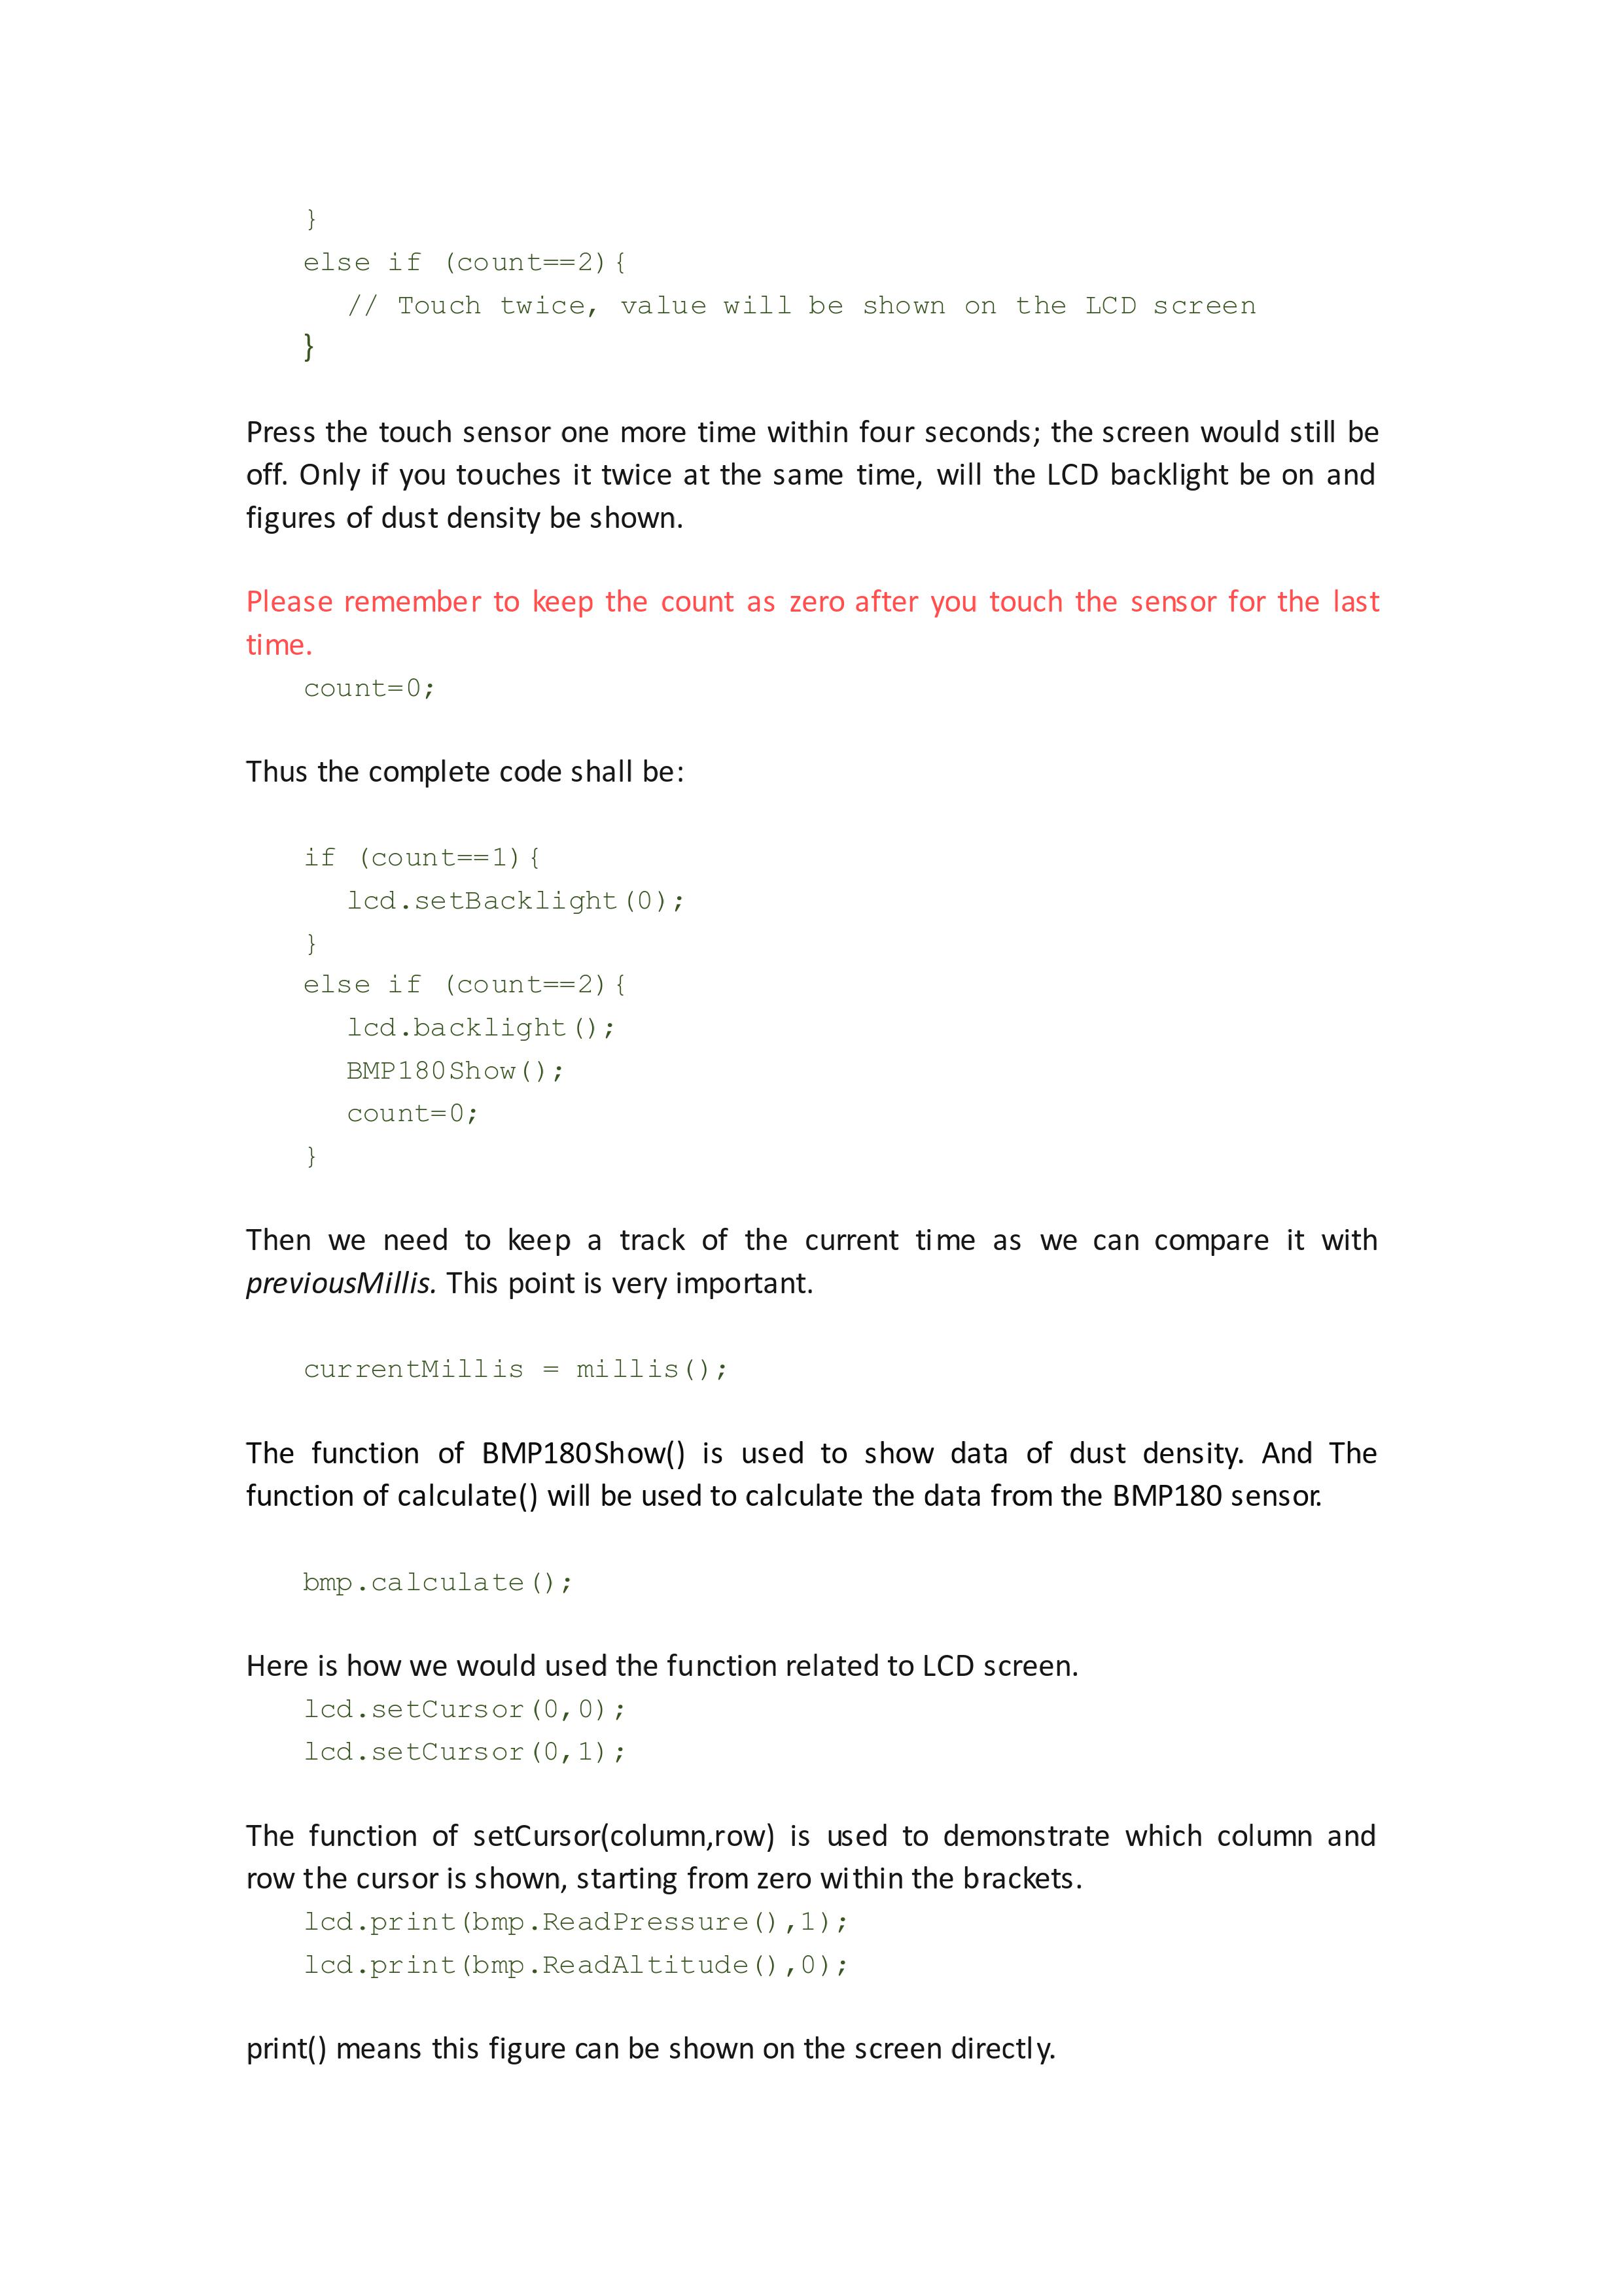 }
else if (count==2){
// Touch twice, value will be shown on the LCD screen
}
Press the touch sensor one more time within four seconds; the screen would still be
off. Only if you touches it twice at the same time, will the LCD backlight be on and
figures of dust density be shown.
Please remember to keep the count as zero after you touch the sensor for the last
time.
count=0;
Thus the complete code shall be:
if (count==1){
lcd.setBacklight(0);
}
else if (count==2){
lcd.backlight();
BMP180Show();
count=0;
}
Then we need to keep a track of the current time as we can compare it with
previousMillis. This point is very important.
currentMillis = millis();
The function of BMP180Show() is used to show data of dust density. And The
function of calculate() will be used to calculate the data from the BMP180 sensor.
bmp.calculate();
Here is how we would used the function related to LCD screen.
lcd.setCursor(0,0);
lcd.setCursor(0,1);
The function of setCursor(column,row) is used to demonstrate which column and
row the cursor is shown, starting from zero within the brackets.
lcd.print(bmp.ReadPressure(),1);
lcd.print(bmp.ReadAltitude(),0);
print() means this figure can be shown on the screen directly.